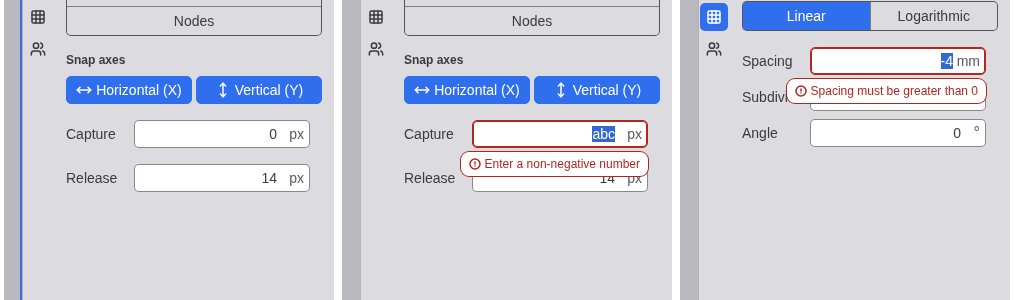 Nodes
Snap axes
Horizontal (X) Vertical (Y)
Capture 0 px
Release 14 px
Nodes
Snap axes
Horizontal (X) Vertical (Y)
Capture abc px
Enter a non-negative number
Release 14 px
Linear Logarithmic
Spacing -4 mm
Spacing must be greater than 0
Angle 0 °